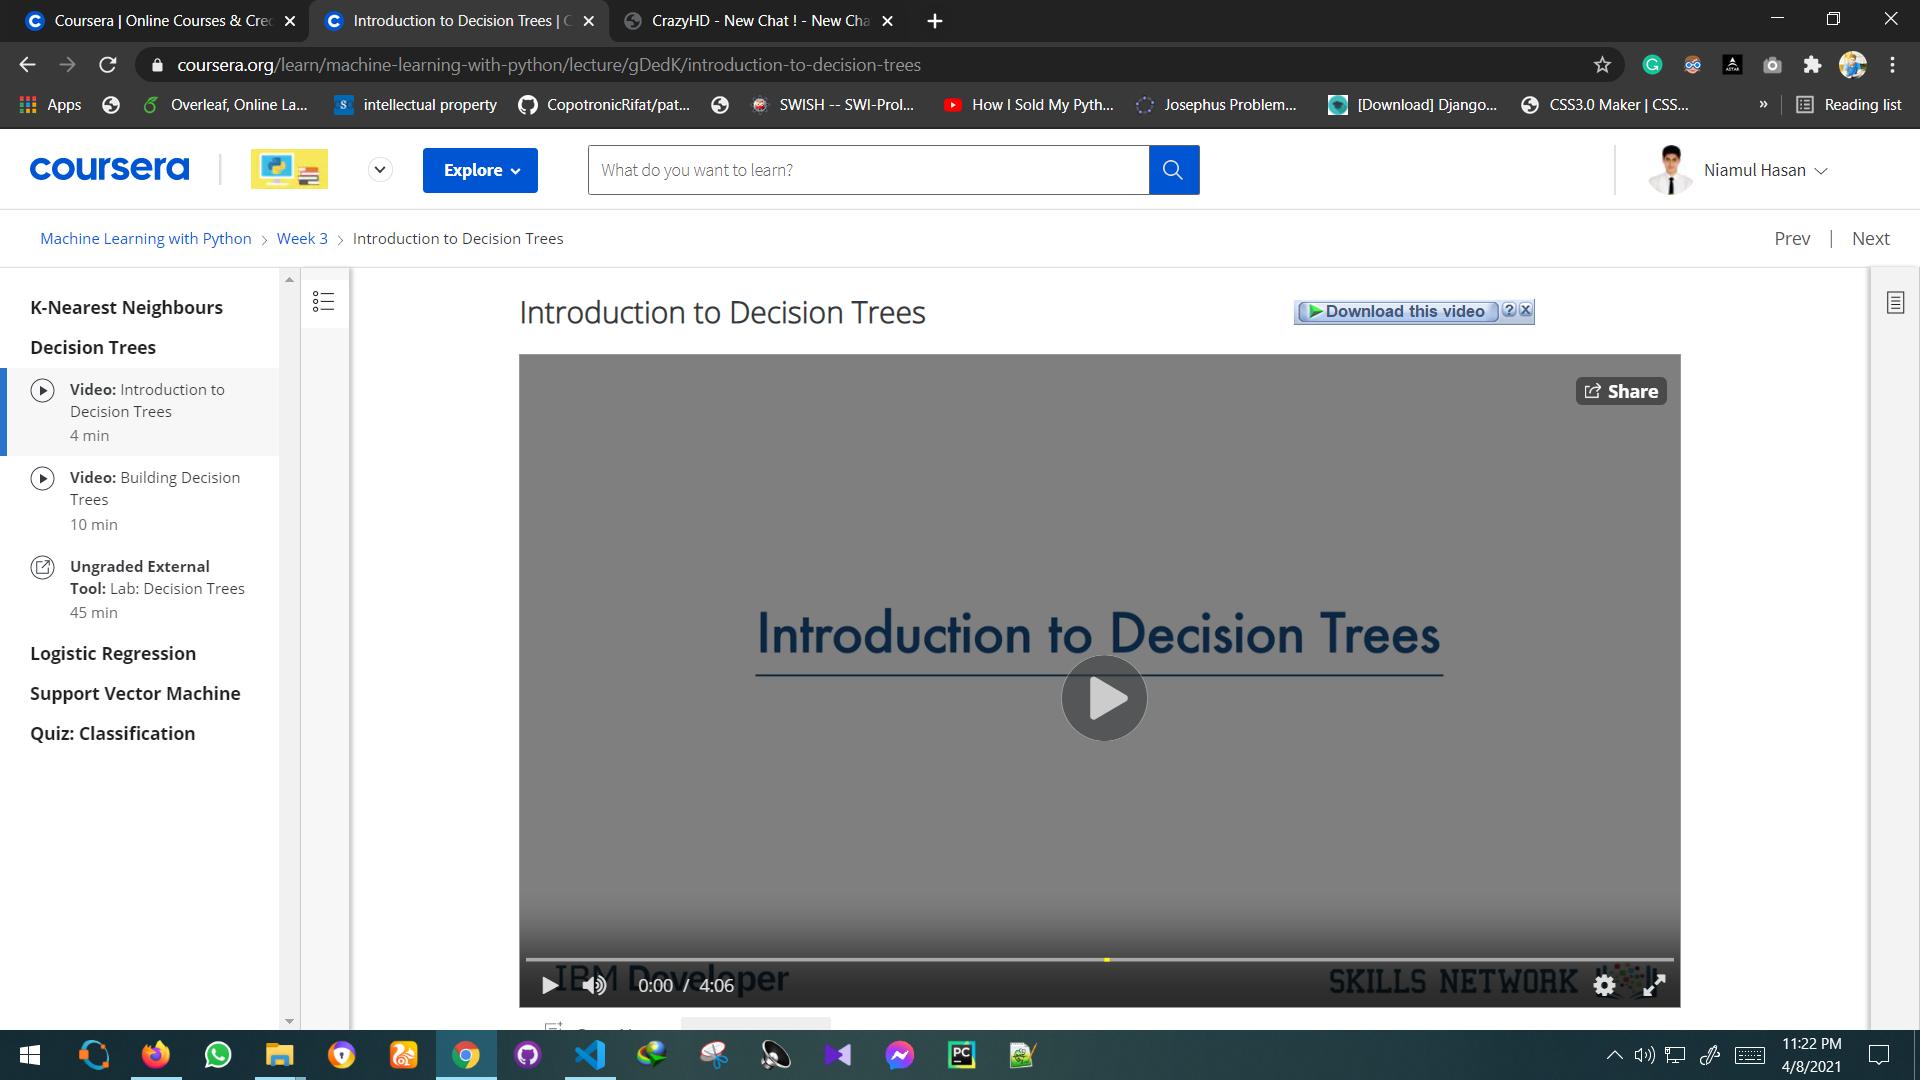 Coursera | Online Courses & Cred
Introduction to Decision Trees | C
CrazyHD - New Chat ! - New Cha
coursera.org/learn/machine-learning-with-python/lecture/gDedK/introduction-to-decision-trees
Apps
Overleaf, Online La...
intellectual property
CopotronicRifat/pat...
SWISH -- SWI-Prol...
How I Sold My Pyth...
Josephus Problem...
[Download] Django...
CSS3.0 Maker | CSS...
»
Reading list
coursera
Explore
What do you want to learn?
Niamul Hasan
Machine Learning with Python > Week 3 > Introduction to Decision Trees
Prev | Next
K-Nearest Neighbours
Decision Trees
Video: Introduction to
Decision Trees
4 min
Video: Building Decision
Trees
10 min
Ungraded External
Tool: Lab: Decision Trees
45 min
Logistic Regression
Support Vector Machine
Quiz: Classification
Introduction to Decision Trees
Download this video ? X
Share
Introduction to Decision Trees
IBM Developer
0:00 / 4:06
SKILLS NETWORK
PC
11:22 PM
4/8/2021